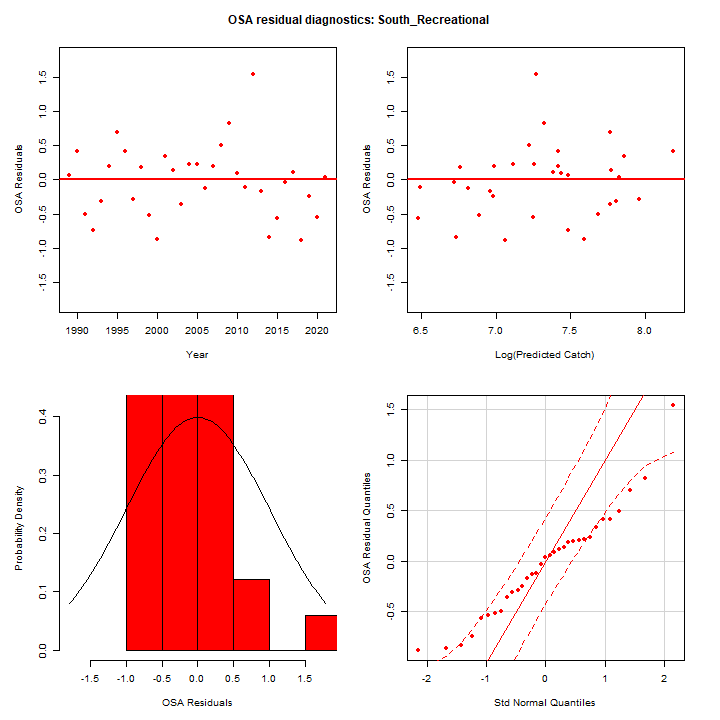 OSA residual diagnostics: South_Recreational
OSA Residuals
1.5
1.0
0.5
0.0
-0.5
-1.0
-1.5
1990 1995 2000 2005 2010 2015 2020
Year
OSA Residuals
1.5
1.0
0.5
0.0
-0.5
-1.0
-1.5
6.5 7.0 7.5 8.0
Log(Predicted Catch)
Probability Density
0.4
0.3
0.2
0.1
0.0
-1.5 -1.0 -0.5 0.0 0.5 1.0 1.5
OSA Residuals
OSA Residual Quantiles
1.5
1.0
0.5
0.0
-0.5
-2 -1 0 1 2
Std Normal Quantiles